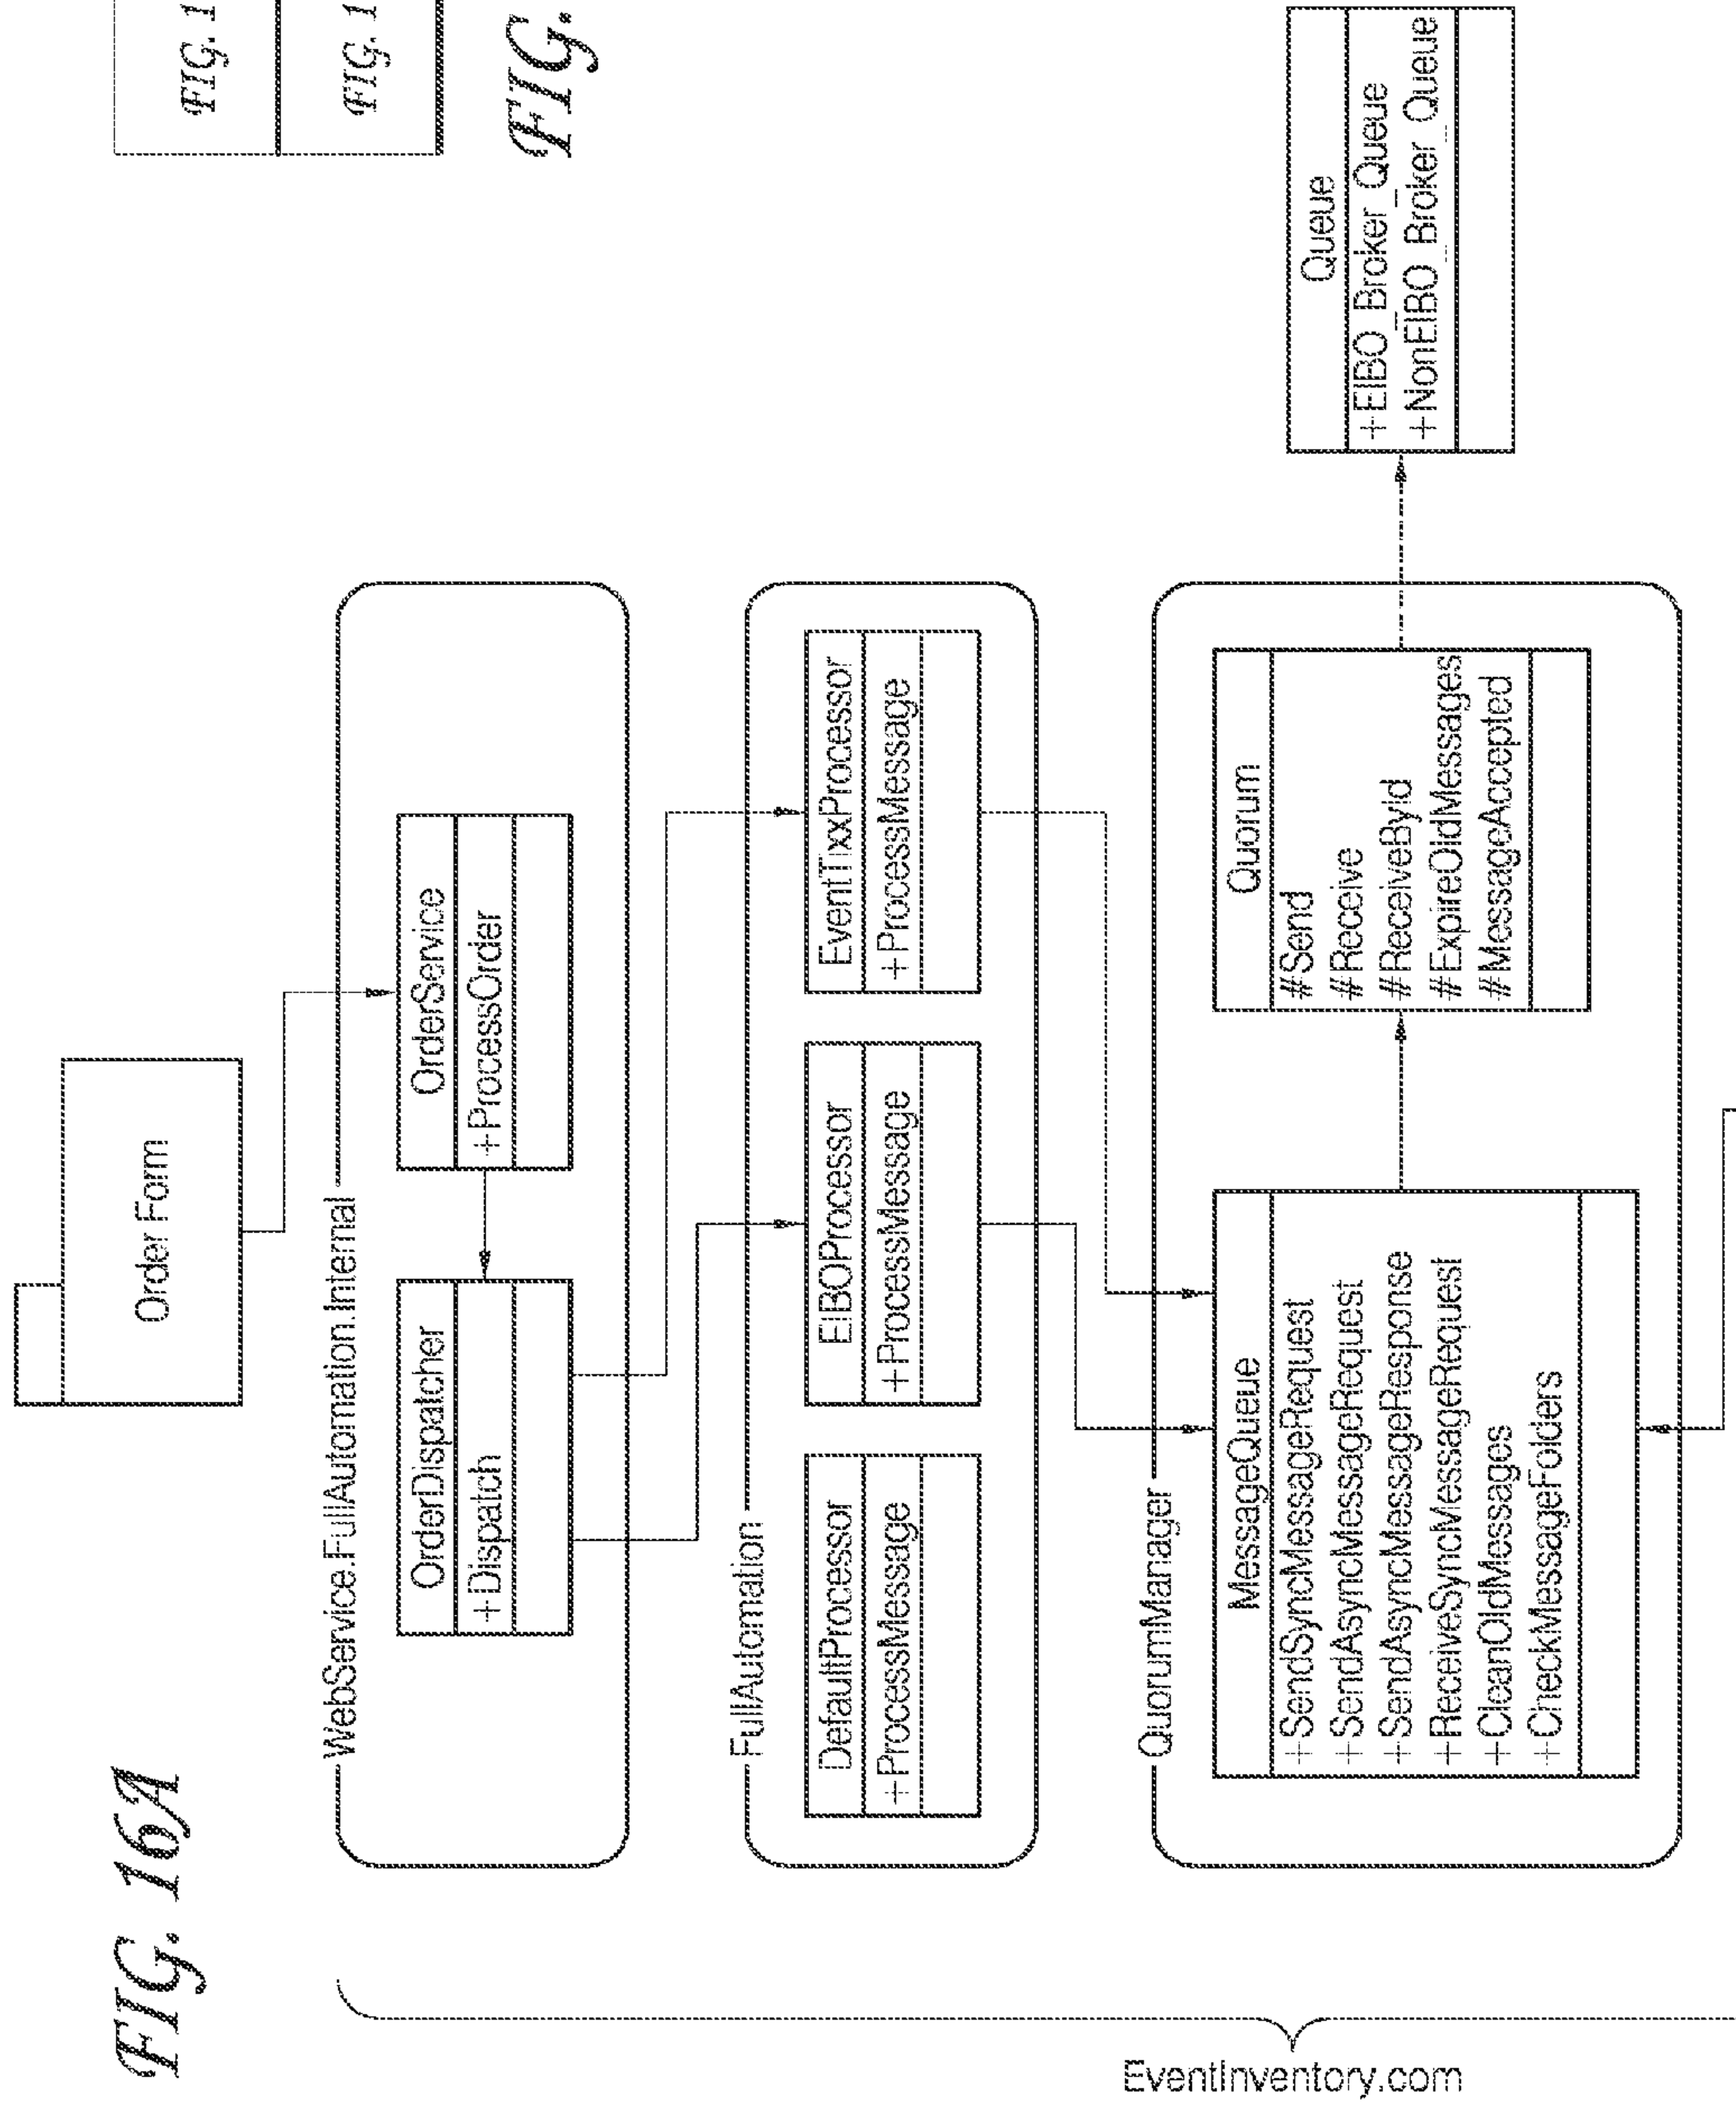 FIG. 16A
FIG. 1
FIG. 1
FIG.
Order Form
WebService.FullAutomation.Internal
OrderDispatcher
+Dispatch
OrderService
+ProcessOrder
FullAutomation
DefaultProcessor
+ProcessMessage
EIBOProcessor
+ProcessMessage
EventTixxProcessor
+ProcessMessage
QuorumManager
MessageQueue
+SendSyncMessageRequest
+SendAsyncMessageRequest
+SendAsyncMessageResponse
+ReceiveSyncMessageRequest
+CleanOldMessages
+CheckMessageFolders
Quorum
#Send
#Receive
#ReceiveById
#ExpireOldMessages
#MessageAccepted
Queue
+EIBO_Broker_Queue
+NonEIBO_Broker_Queue
EventInventory.com